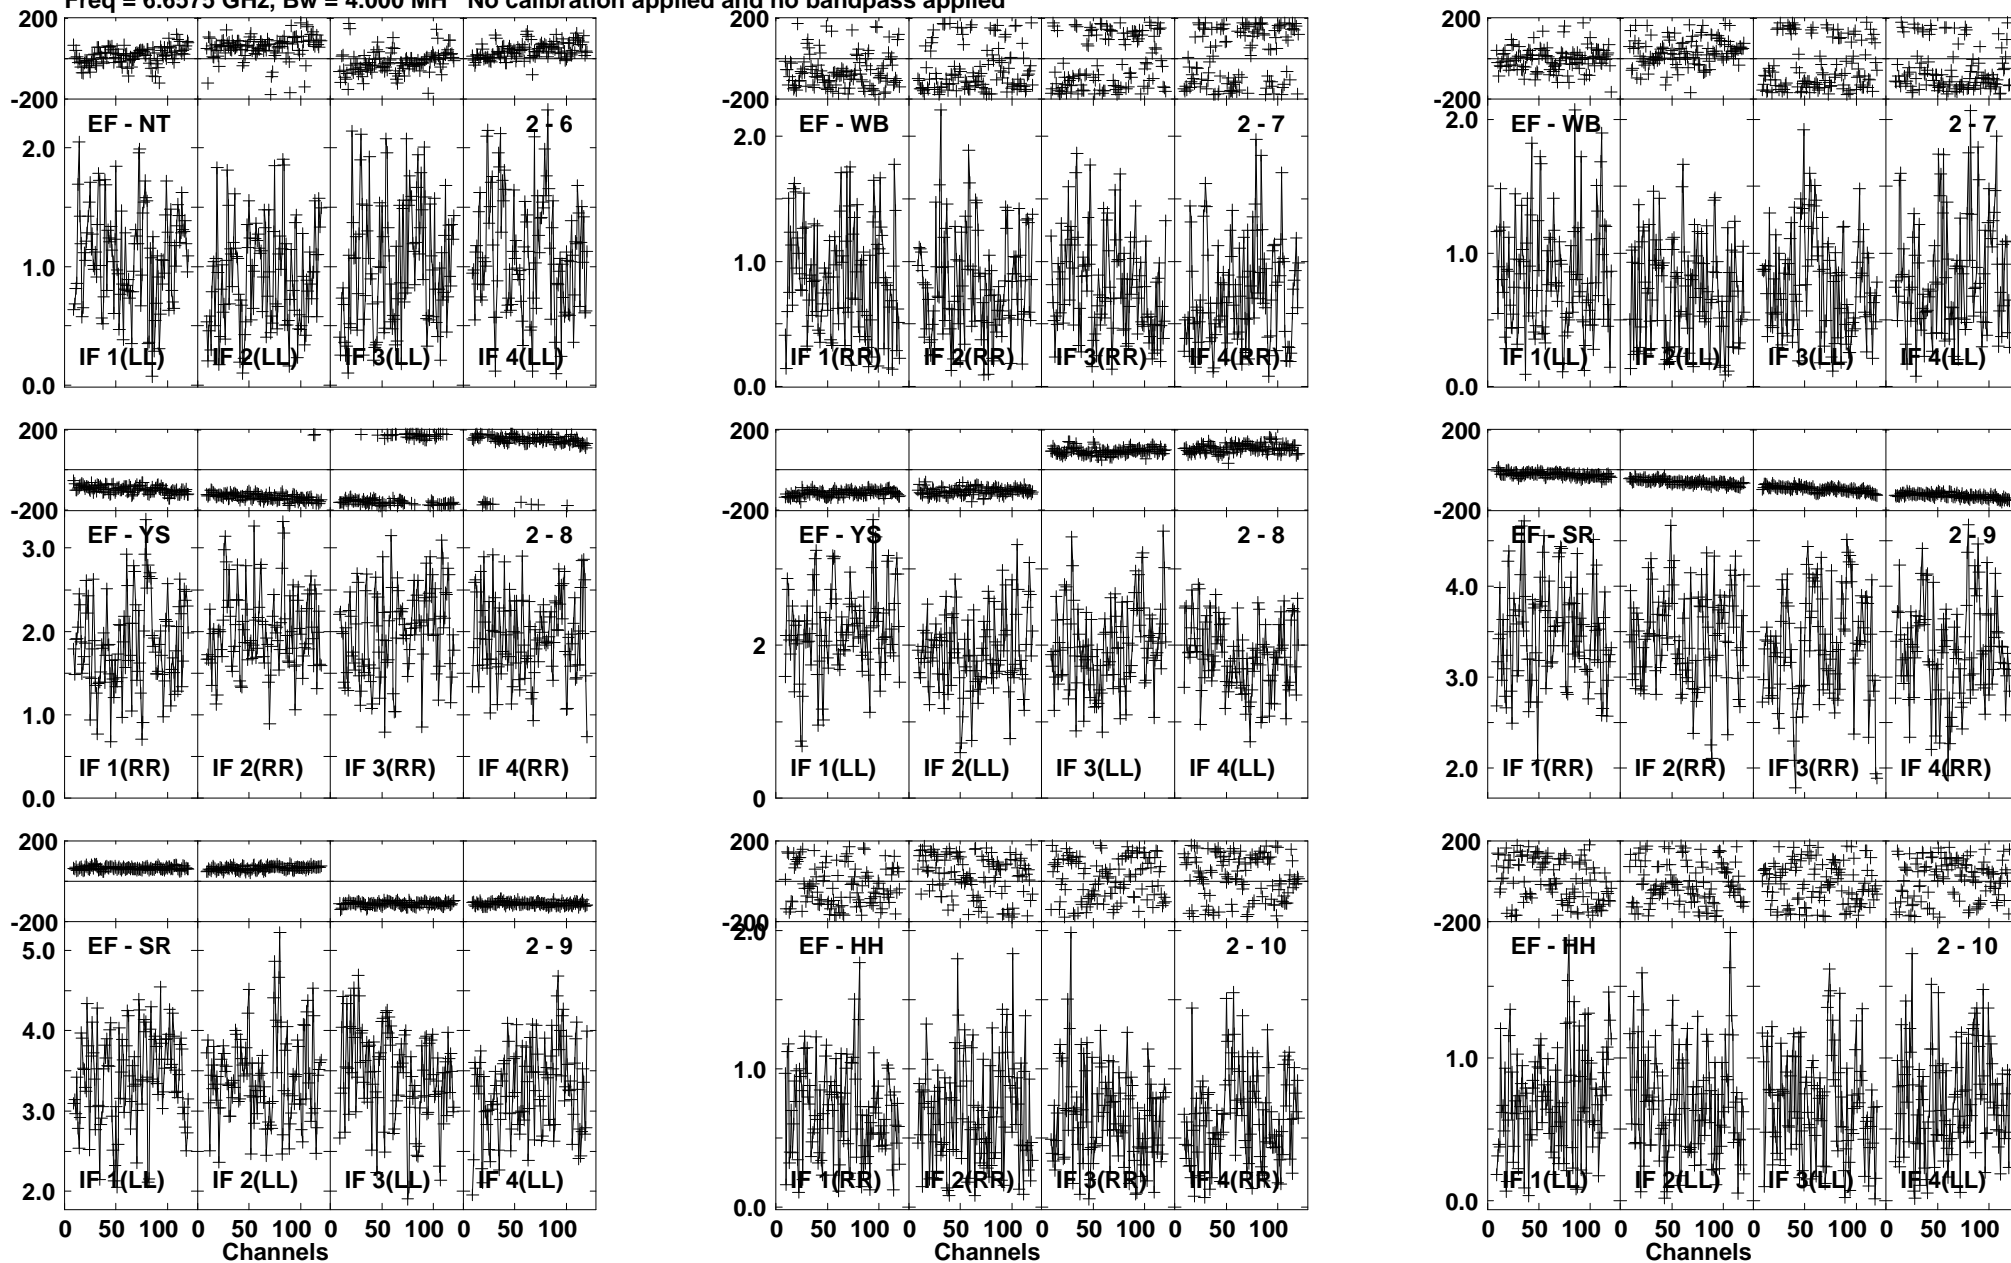 Freq = 6.6575 GHz, Bw = 4.000 MH No calibration applied and no bandpass applied
200
-200
EF - NT 2 - 6
2.0
1.0
0.0
IF 1(LL) IF 2(LL) IF 3(LL) IF 4(LL)
200
-200
EF - WB 2 - 7
2.0
1.0
0.0
IF 1(RR) IF 2(RR) IF 3(RR) IF 4(RR)
200
-200
EF - WB 2 - 7
2.0
1.0
0.0
IF 1(LL) IF 2(LL) IF 3(LL) IF 4(LL)
200
-200
EF - YS 2 - 8
3.0
2.0
1.0
0.0
IF 1(RR) IF 2(RR) IF 3(RR) IF 4(RR)
200
-200
EF - YS 2 - 8
2
0
IF 1(LL) IF 2(LL) IF 3(LL) IF 4(LL)
200
-200
EF - SR 2 - 9
4.0
3.0
2.0
IF 1(RR) IF 2(RR) IF 3(RR) IF 4(RR)
200
-200
EF - SR 2 - 9
5.0
4.0
3.0
2.0
IF 1(LL) IF 2(LL) IF 3(LL) IF 4(LL)
0 50 100 0 50 100 0 50 100 0 50 100
Channels
200
-200
2.0
EF - HH 2 - 10
1.0
0.0
IF 1(RR) IF 2(RR) IF 3(RR) IF 4(RR)
0 50 100 0 50 100 0 50 100 0 50 100
Channels
200
-200
EF - HH 2 - 10
1.0
0.0
IF 1(LL) IF 2(LL) IF 3(LL) IF 4(LL)
0 50 100 0 50 100 0 50 100 0 50 100
Channels